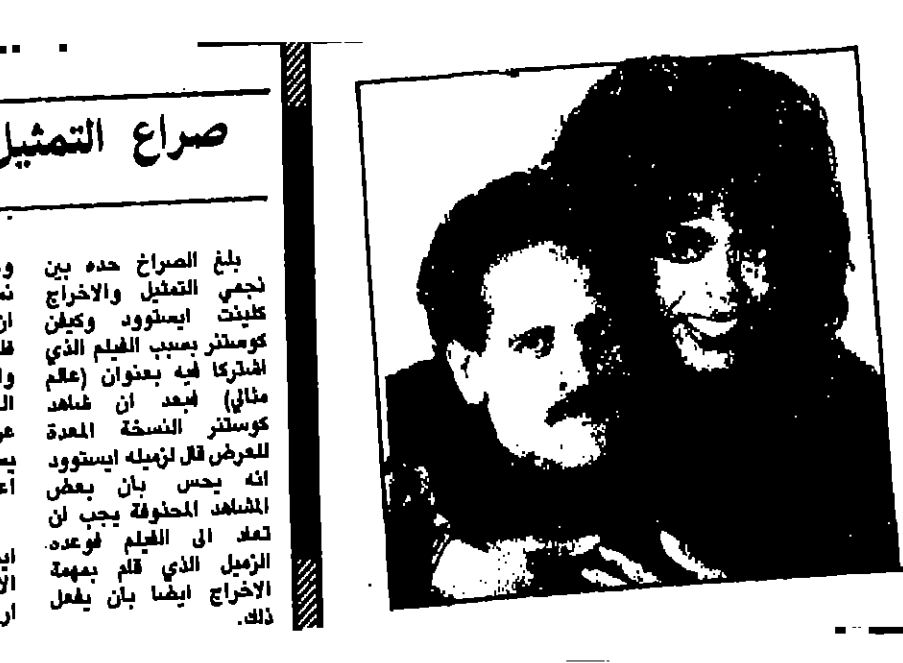 صراع التمثيل
بلغ الصراخ حده بين
نجمي التمثيل والاخراج
كلينت ايستوود وكيفن
كوستنر بسبب الفيلم الذي
اشتركا فيه بعنوان (عالم
مثالي) فبعد ان شاهد
كوستنر النسخة المعدة
للعرض قال لزميله ايستوود
انه يحس بان بعض
المشاهد المحذوفة يجب ان
تعاد الى الفيلم فوعده
الزميل الذي قام بمهمة
الاخراج ايضا بان يفعل
ذلك.